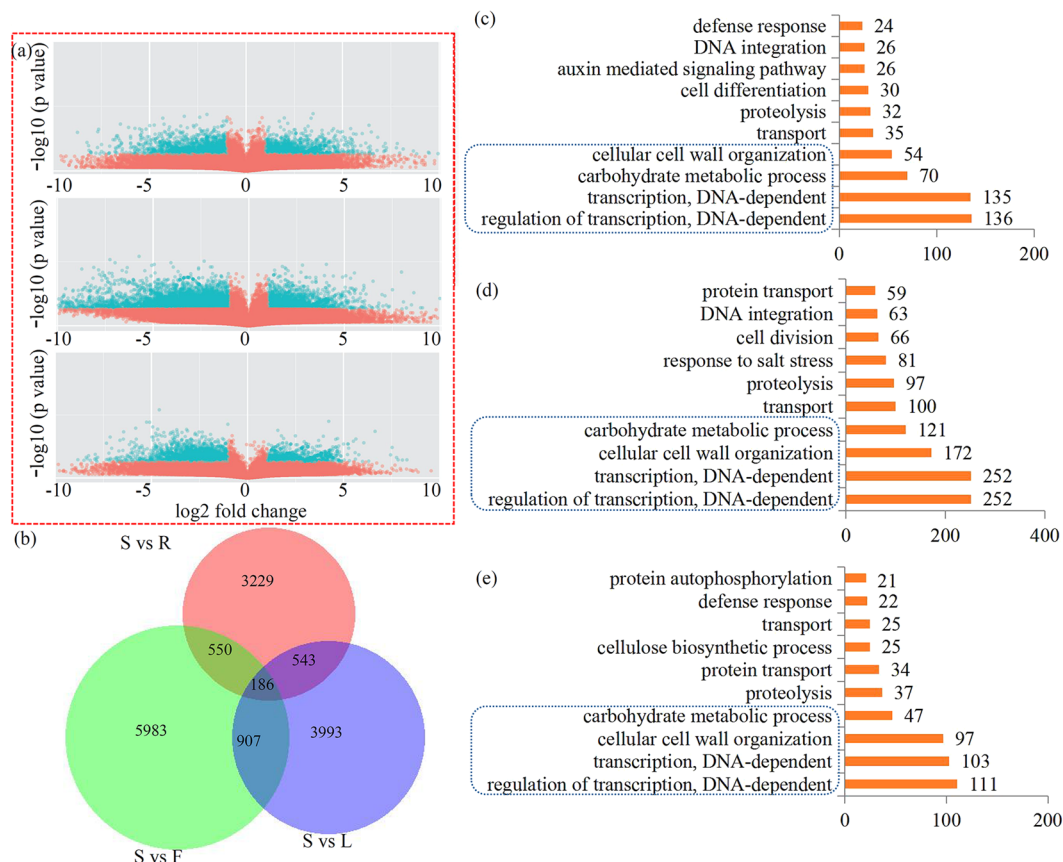 (a)
-log10 (p value)
-10 -5 0 5 10
-log10 (p value)
-10 -5 0 5 10
-log10 (p value)
-10 -5 0 5 10
log2 fold change
(b)
S vs R
3229
550
543
186
5983
907
3993
S vs F
S vs L
(c)
defense response 24
DNA integration 26
auxin mediated signaling pathway 26
cell differentiation 30
proteolysis 32
transport 35
cellular cell wall organization 54
carbohydrate metabolic process 70
transcription, DNA-dependent 135
regulation of transcription, DNA-dependent 136
0 100 200
(d)
protein transport 59
DNA integration 63
cell division 66
response to salt stress 81
proteolysis 97
transport 100
carbohydrate metabolic process 121
cellular cell wall organization 172
transcription, DNA-dependent 252
regulation of transcription, DNA-dependent 252
0 200 400
(e)
protein autophosphorylation 21
defense response 22
transport 25
cellulose biosynthetic process 25
protein transport 34
proteolysis 37
carbohydrate metabolic process 47
cellular cell wall organization 97
transcription, DNA-dependent 103
regulation of transcription, DNA-dependent 111
0 100 200